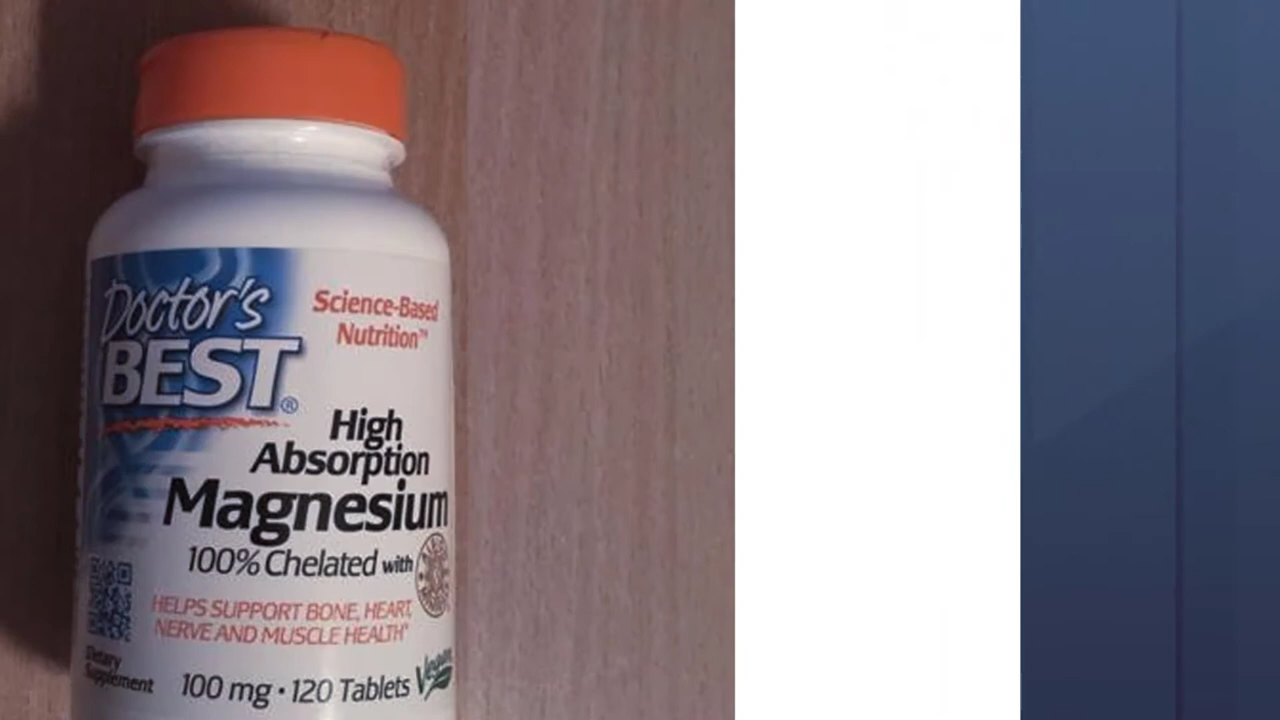 Doctor's
BEST®
Science-Based
Nutrition™
High
Absorption
Magnesium
100% Chelated with
HELPS SUPPORT BONE, HEART,
NERVE AND MUSCLE HEALTH*
Dietary
Supplement
100 mg • 120 Tablets
Vegan